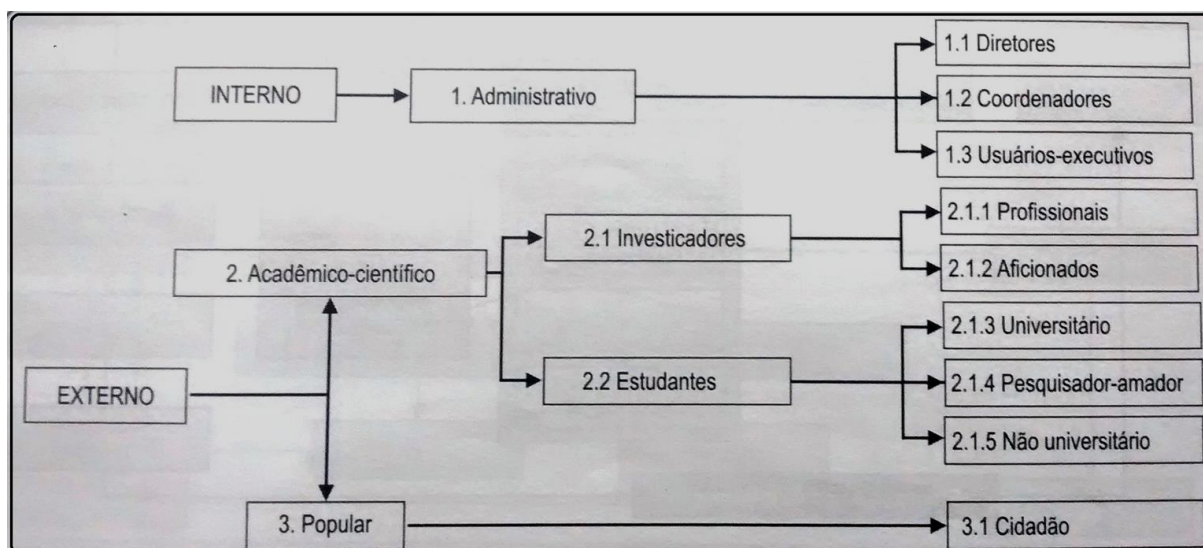 INTERNO
1. Administrativo
1.1 Diretores
1.2 Coordenadores
1.3 Usuários-executivos
EXTERNO
2. Acadêmico-científico
2.1 Investicadores
2.1.1 Profissionais
2.1.2 Aficionados
2.2 Estudantes
2.1.3 Universitário
2.1.4 Pesquisador-amador
2.1.5 Não universitário
3. Popular
3.1 Cidadão